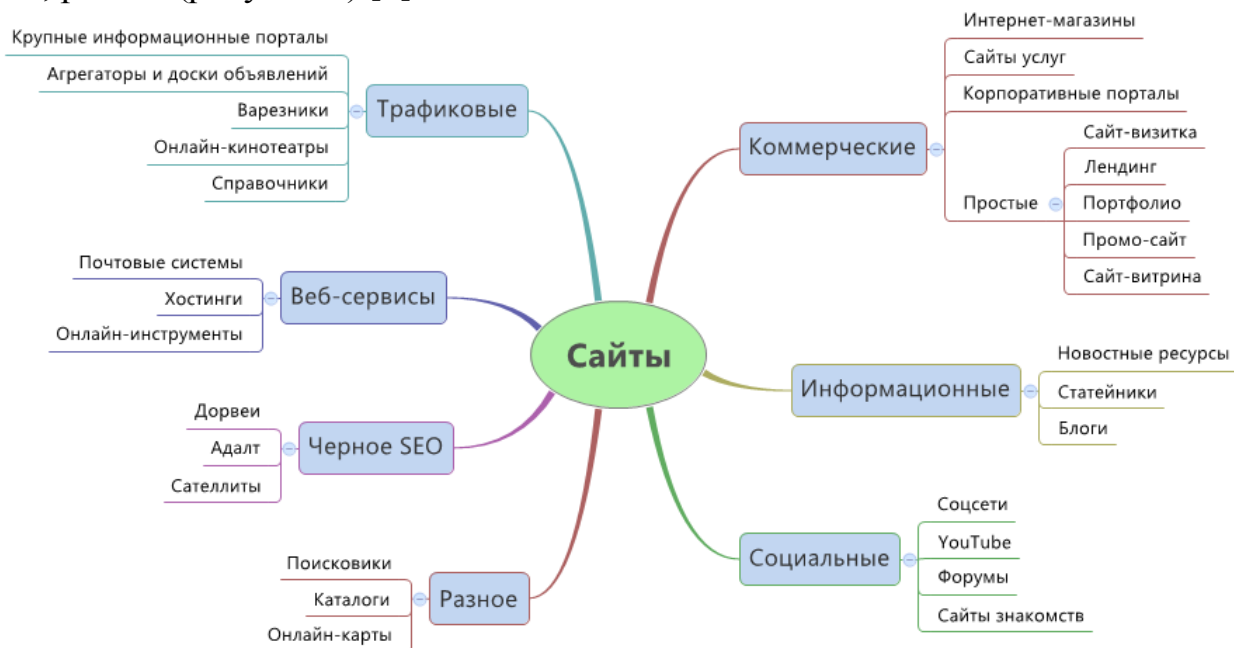 Крупные информационные порталы
Агрегаторы и доски объявлений
Варезники
Онлайн-кинотеатры
Справочники
Трафиковые
Почтовые системы
Хостинги
Онлайн-инструменты
Веб-сервисы
Дорвеи
Адалт
Сателлиты
Черное SEO
Поисковики
Каталоги
Онлайн-карты
Разное
Сайты
Коммерческие
Интернет-магазины
Сайты услуг
Корпоративные порталы
Простые
Сайт-визитка
Лендинг
Портфолио
Промо-сайт
Сайт-витрина
Информационные
Новостные ресурсы
Статейники
Блоги
Социальные
Соцсети
YouTube
Форумы
Сайты знакомств